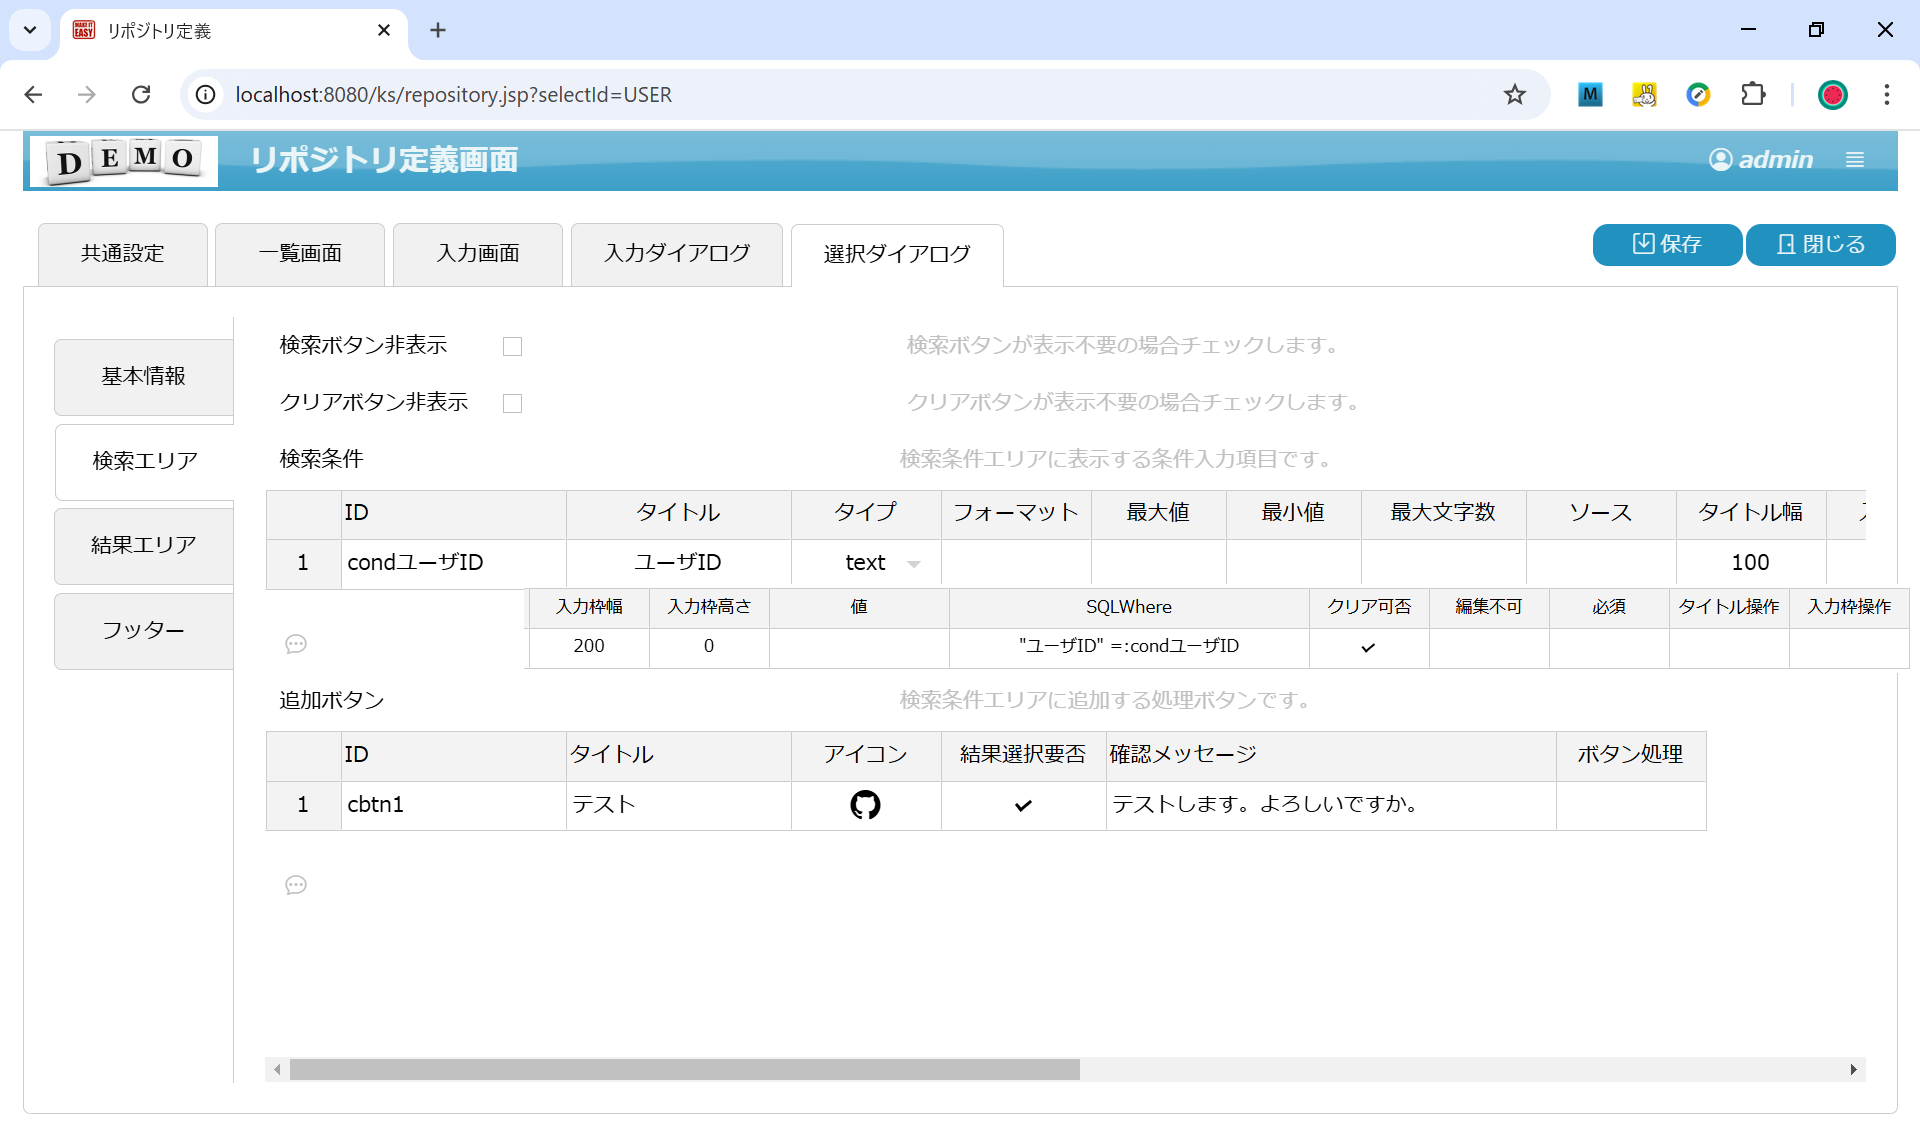 リポジトリ定義
localhost:8080/ks/repository.jsp?selectId=USER
DEMO リポジトリ定義画面 admin
共通設定 一覧画面 入力画面 入力ダイアログ 選択ダイアログ 保存 閉じる
基本情報
検索エリア
結果エリア
フッター
検索ボタン非表示 検索ボタンが表示不要の場合チェックします。
クリアボタン非表示 クリアボタンが表示不要の場合チェックします。
検索条件 検索条件エリアに表示する条件入力項目です。
ID タイトル タイプ フォーマット 最大値 最小値 最大文字数 ソース タイトル幅
1 condユーザID ユーザID text 100
入力枠幅 入力枠高さ 値 SQLWhere クリア可否 編集不可 必須 タイトル操作 入力枠操作
200 0 "ユーザID" =:condユーザID
追加ボタン 検索条件エリアに追加する処理ボタンです。
ID タイトル アイコン 結果選択要否 確認メッセージ ボタン処理
1 cbtn1 テスト テストします。よろしいですか。